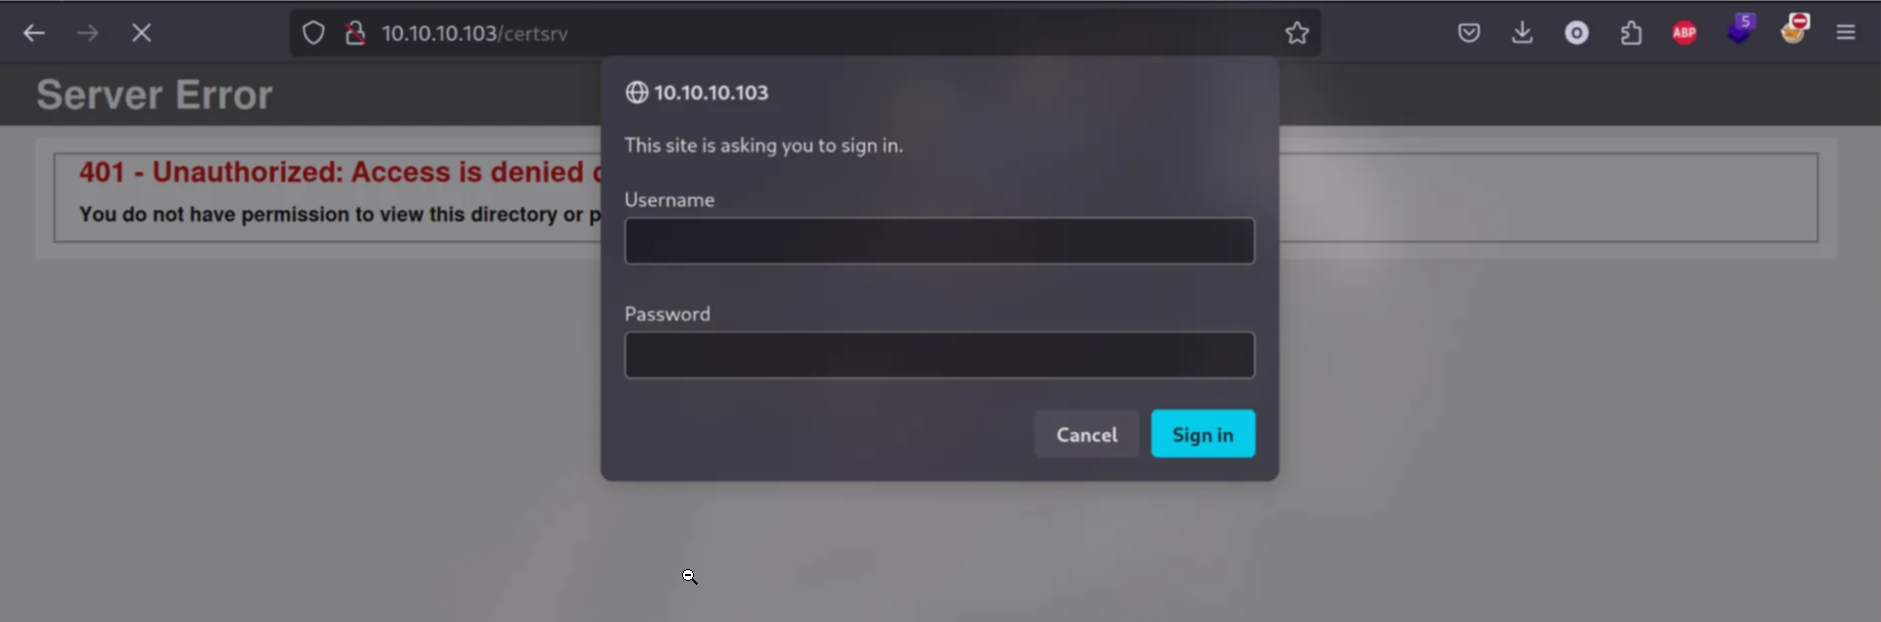 10.10.10.103/certsrv
ABP
5
Server Error
401 - Unauthorized: Access is denied
You do not have permission to view this directory or p
10.10.10.103
This site is asking you to sign in.
Username
Password
Cancel
Sign in